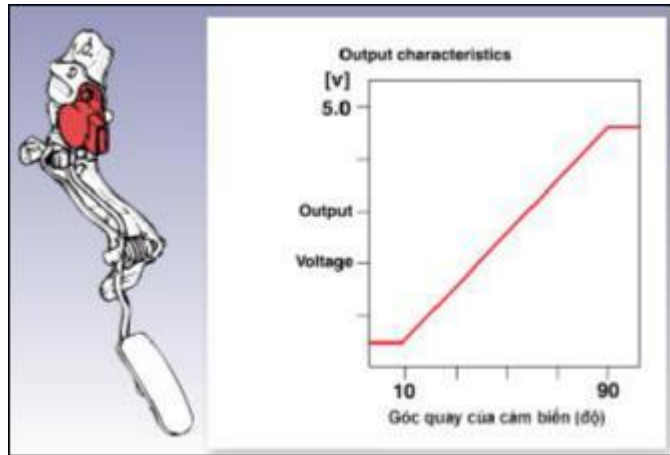 Output characteristics
[v]
5.0
Output
Voltage
10
90
Góc quay của cảm biến (độ)